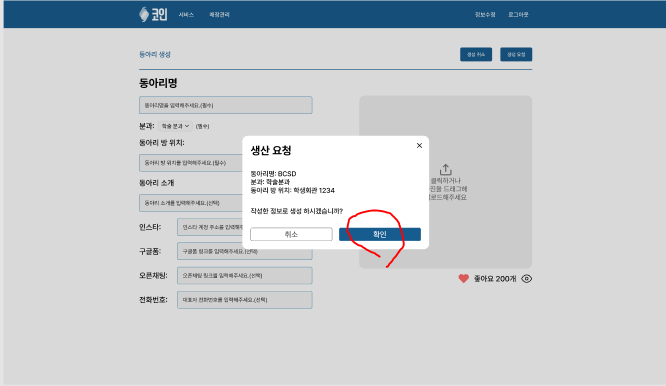 코인 서비스 매장관리 정보수정 로그아웃
동아리 생성 생성 취소 생성 요청
동아리명
동아리명을 입력해주세요.(필수)
분과: 학술 분과 (필수)
동아리 방 위치:
동아리 방 위치를 입력해주세요.(필수)
동아리 소개
동아리 소개를 입력해주세요.(선택)
인스타:
인스타 계정 주소를 입력해주
구글폼:
구글폼 링크를 입력해주세요.(선택)
오픈채팅:
오픈채팅 링크를 입력해주세요.(선택)
전화번호:
대표자 전화번호를 입력해주세요.(선택)
클릭하거나
진을 드래그해
로드해주세요
좋아요 200개
생산 요청
동아리명: BCSD
분과: 학술분과
동아리 방 위치: 학생회관 1234
작성한 정보로 생성 하시겠습니까?
취소 확인